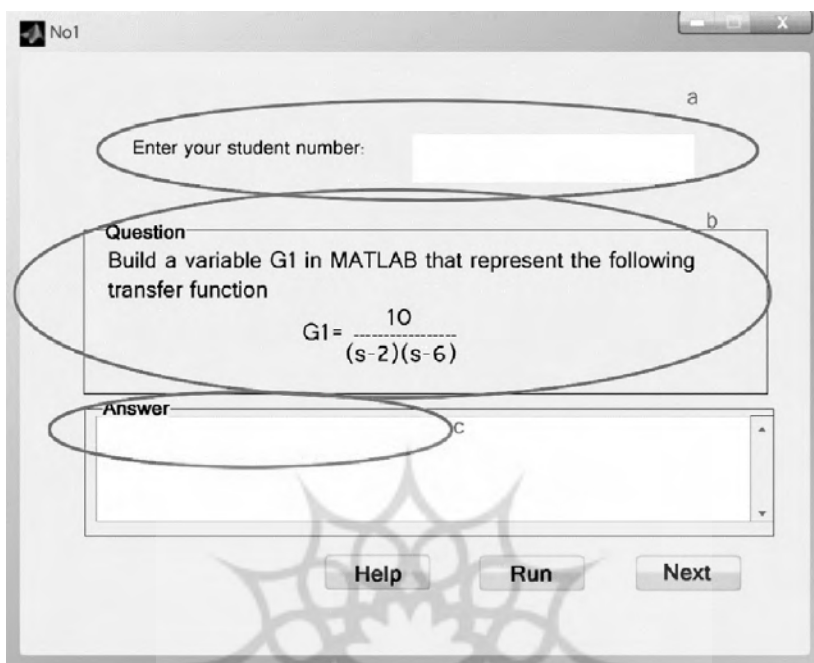 No1
X
a
Enter your student number:
b
Question
Build a variable G1 in MATLAB that represent the following
transfer function
G1= 10
(s-2)(s-6)
Answer
c
Help Run Next